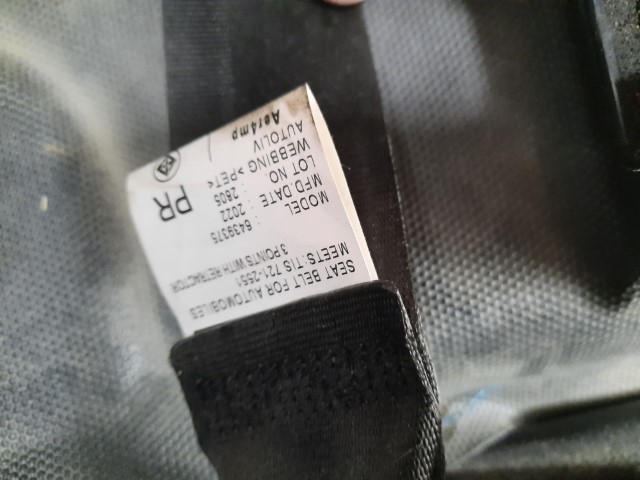 SEAT BELT FOR AUTOMOBILES
MEETS: TIS 721-2551
3 POINTS WITH RETRACTOR
MODEL : 6439375
MFD.DATE : 2022
LOT NO. : 2805
WEBBING >PET<
AUTOLIV
PR
Aer4mp